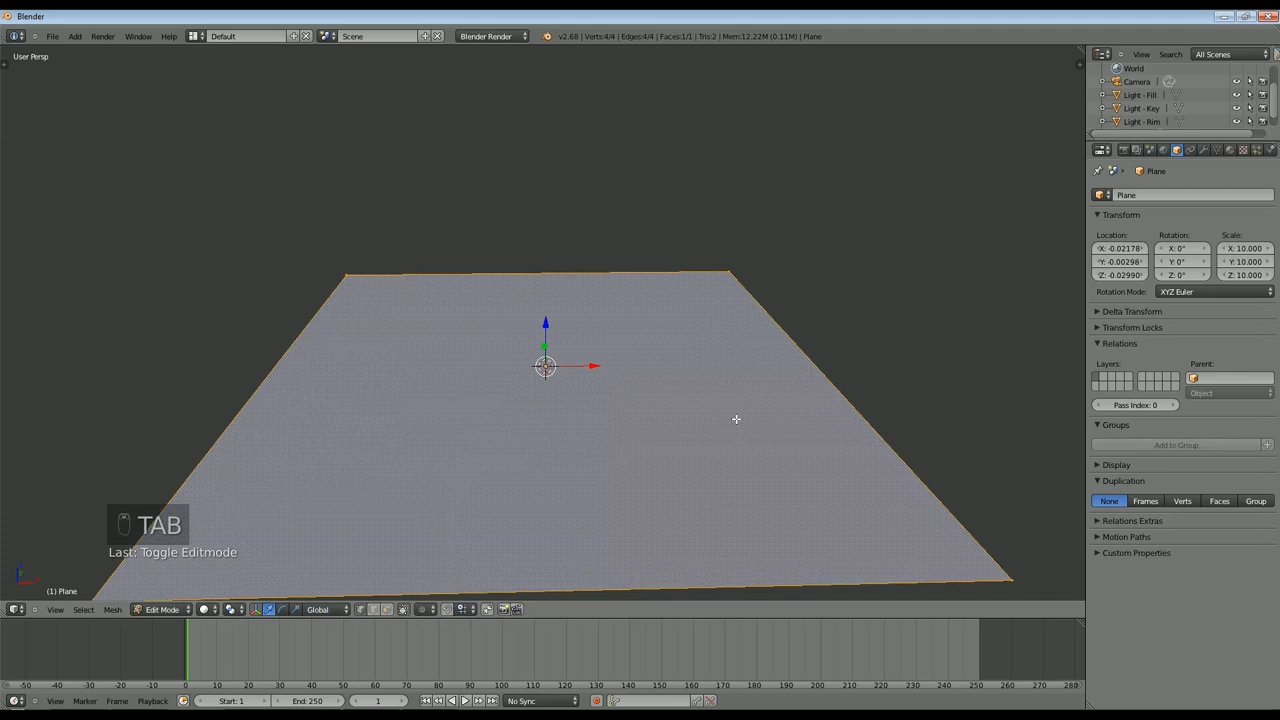 Blender
File Add Render Window Help Default Scene Blender Render v2.68 | Verts:4/4 | Edges:4/4 | Faces:1/1 | Tris:2 | Mem:12.22M (0.11M) | Plane
User Persp
View Search All Scenes
World
Camera
Light - Fill
Light - Key
Light - Rim
Plane
Plane
Transform
Location: Rotation: Scale:
X: -0.02178 X: 0° X: 10.000
Y: -0.00298 Y: 0° Y: 10.000
Z: -0.02990 Z: 0° Z: 10.000
Rotation Mode: XYZ Euler
Delta Transform
Transform Locks
Relations
Layers: Parent:
Pass Index: 0 Object
Groups
Add to Group
Display
Duplication
None Frames Verts Faces Group
Relations Extras
Motion Paths
Custom Properties
TAB
Last: Toggle Editmode
(1) Plane
View Select Mesh Edit Mode Global
-50 -40 -30 -20 -10 0 10 20 30 40 50 60 70 80 90 100 110 120 130 140 150 160 170 180 190 200 210 220 230 240 250 260 270 280
View Marker Frame Playback Start: 1 End: 250 1 No Sync